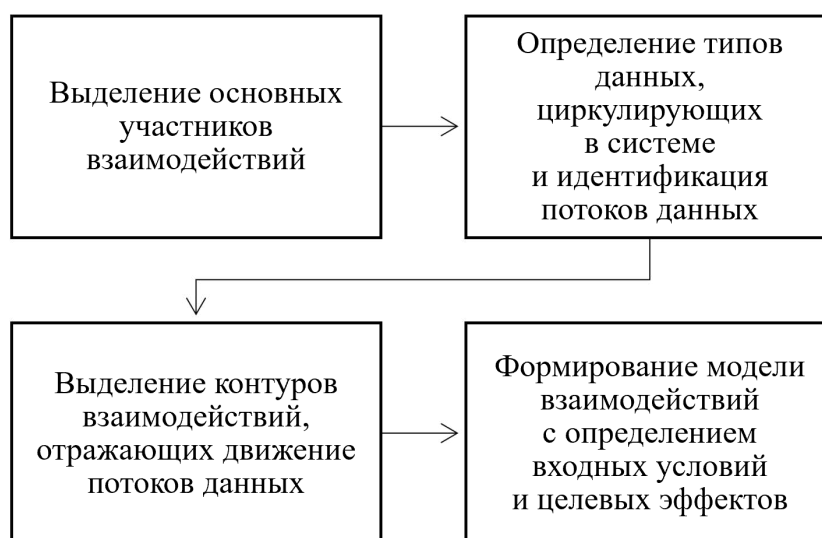 Выделение основных
участников
взаимодействий
Определение типов
данных,
циркулирующих
в системе
и идентификация
потоков данных
Выделение контуров
взаимодействий,
отражающих движение
потоков данных
Формирование модели
взаимодействий
с определением
входных условий
и целевых эффектов